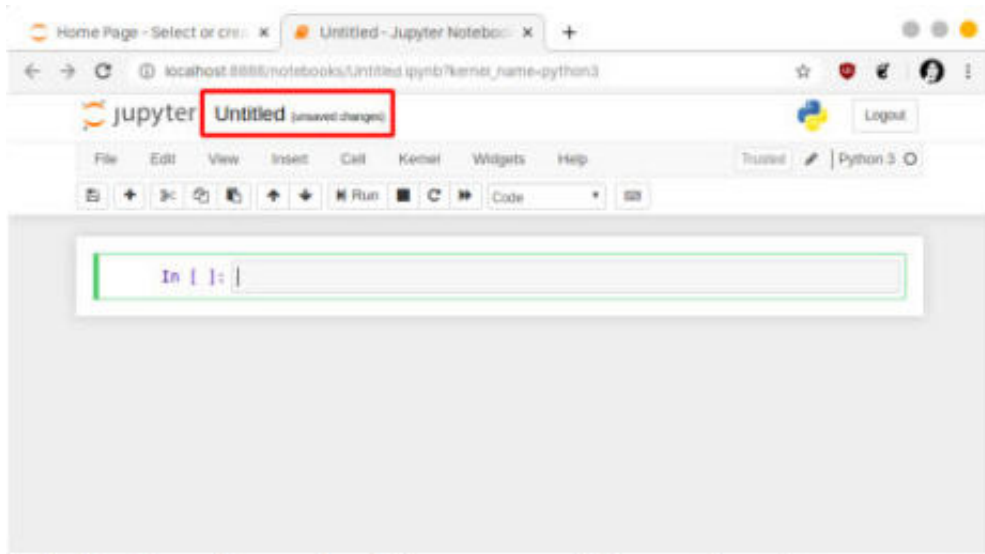 Home Page - Select or crea
Untitled - Jupyter Noteboo
localhost:8888/notebooks/Untitled.ipynb?kernel_name=python3
jupyter Untitled (unsaved changes)
Logout
File Edit View Insert Cell Kernel Widgets Help Trusted Python 3
Run Code
In [ ]: